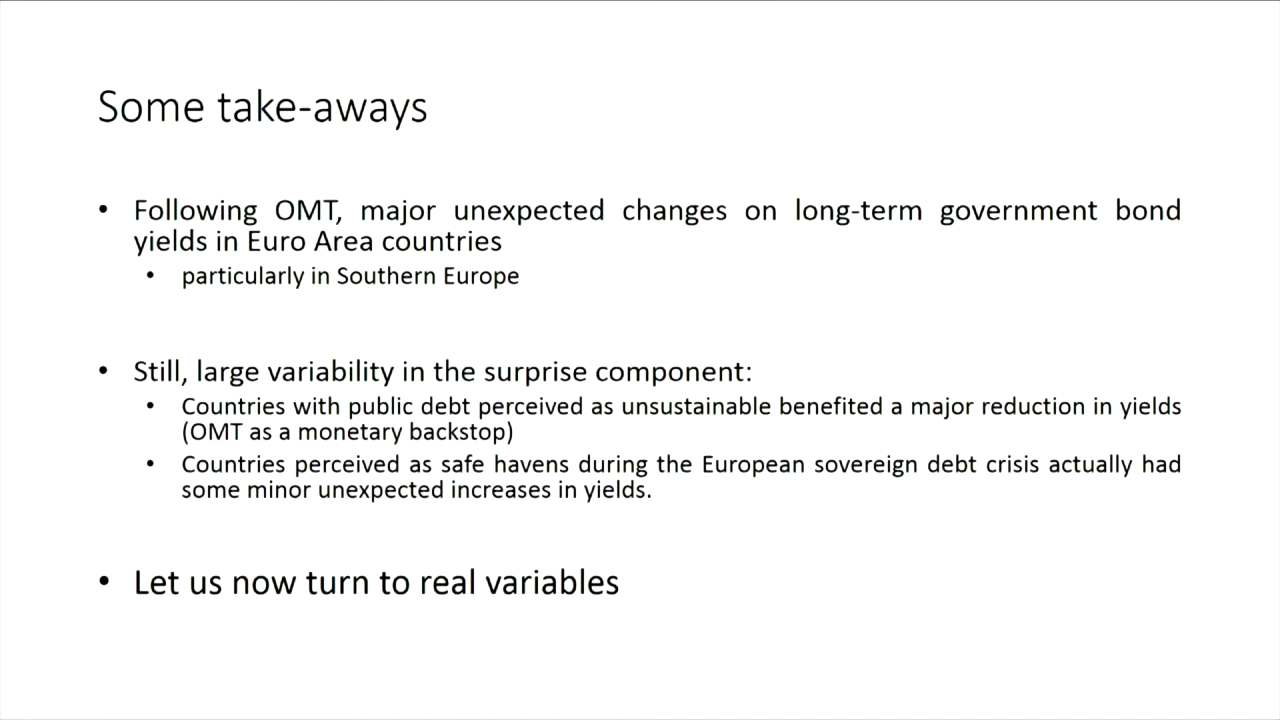 Some take-aways
• Following OMT, major unexpected changes on long-term government bond
yields in Euro Area countries
• particularly in Southern Europe
• Still, large variability in the surprise component:
• Countries with public debt perceived as unsustainable benefited a major reduction in yields
(OMT as a monetary backstop)
• Countries perceived as safe havens during the European sovereign debt crisis actually had
some minor unexpected increases in yields.
• Let us now turn to real variables